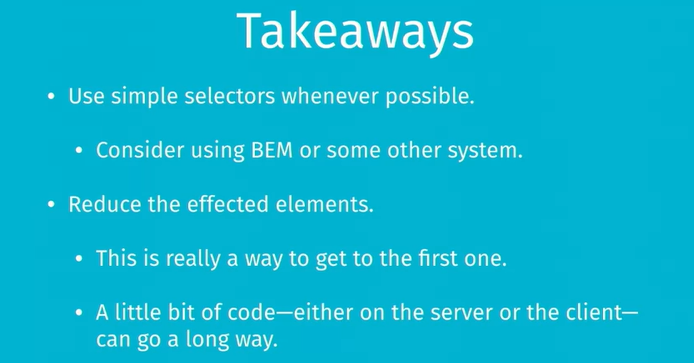 Takeaways
• Use simple selectors whenever possible.
• Consider using BEM or some other system.
• Reduce the effected elements.
• This is really a way to get to the first one.
• A little bit of code—either on the server or the client—
can go a long way.